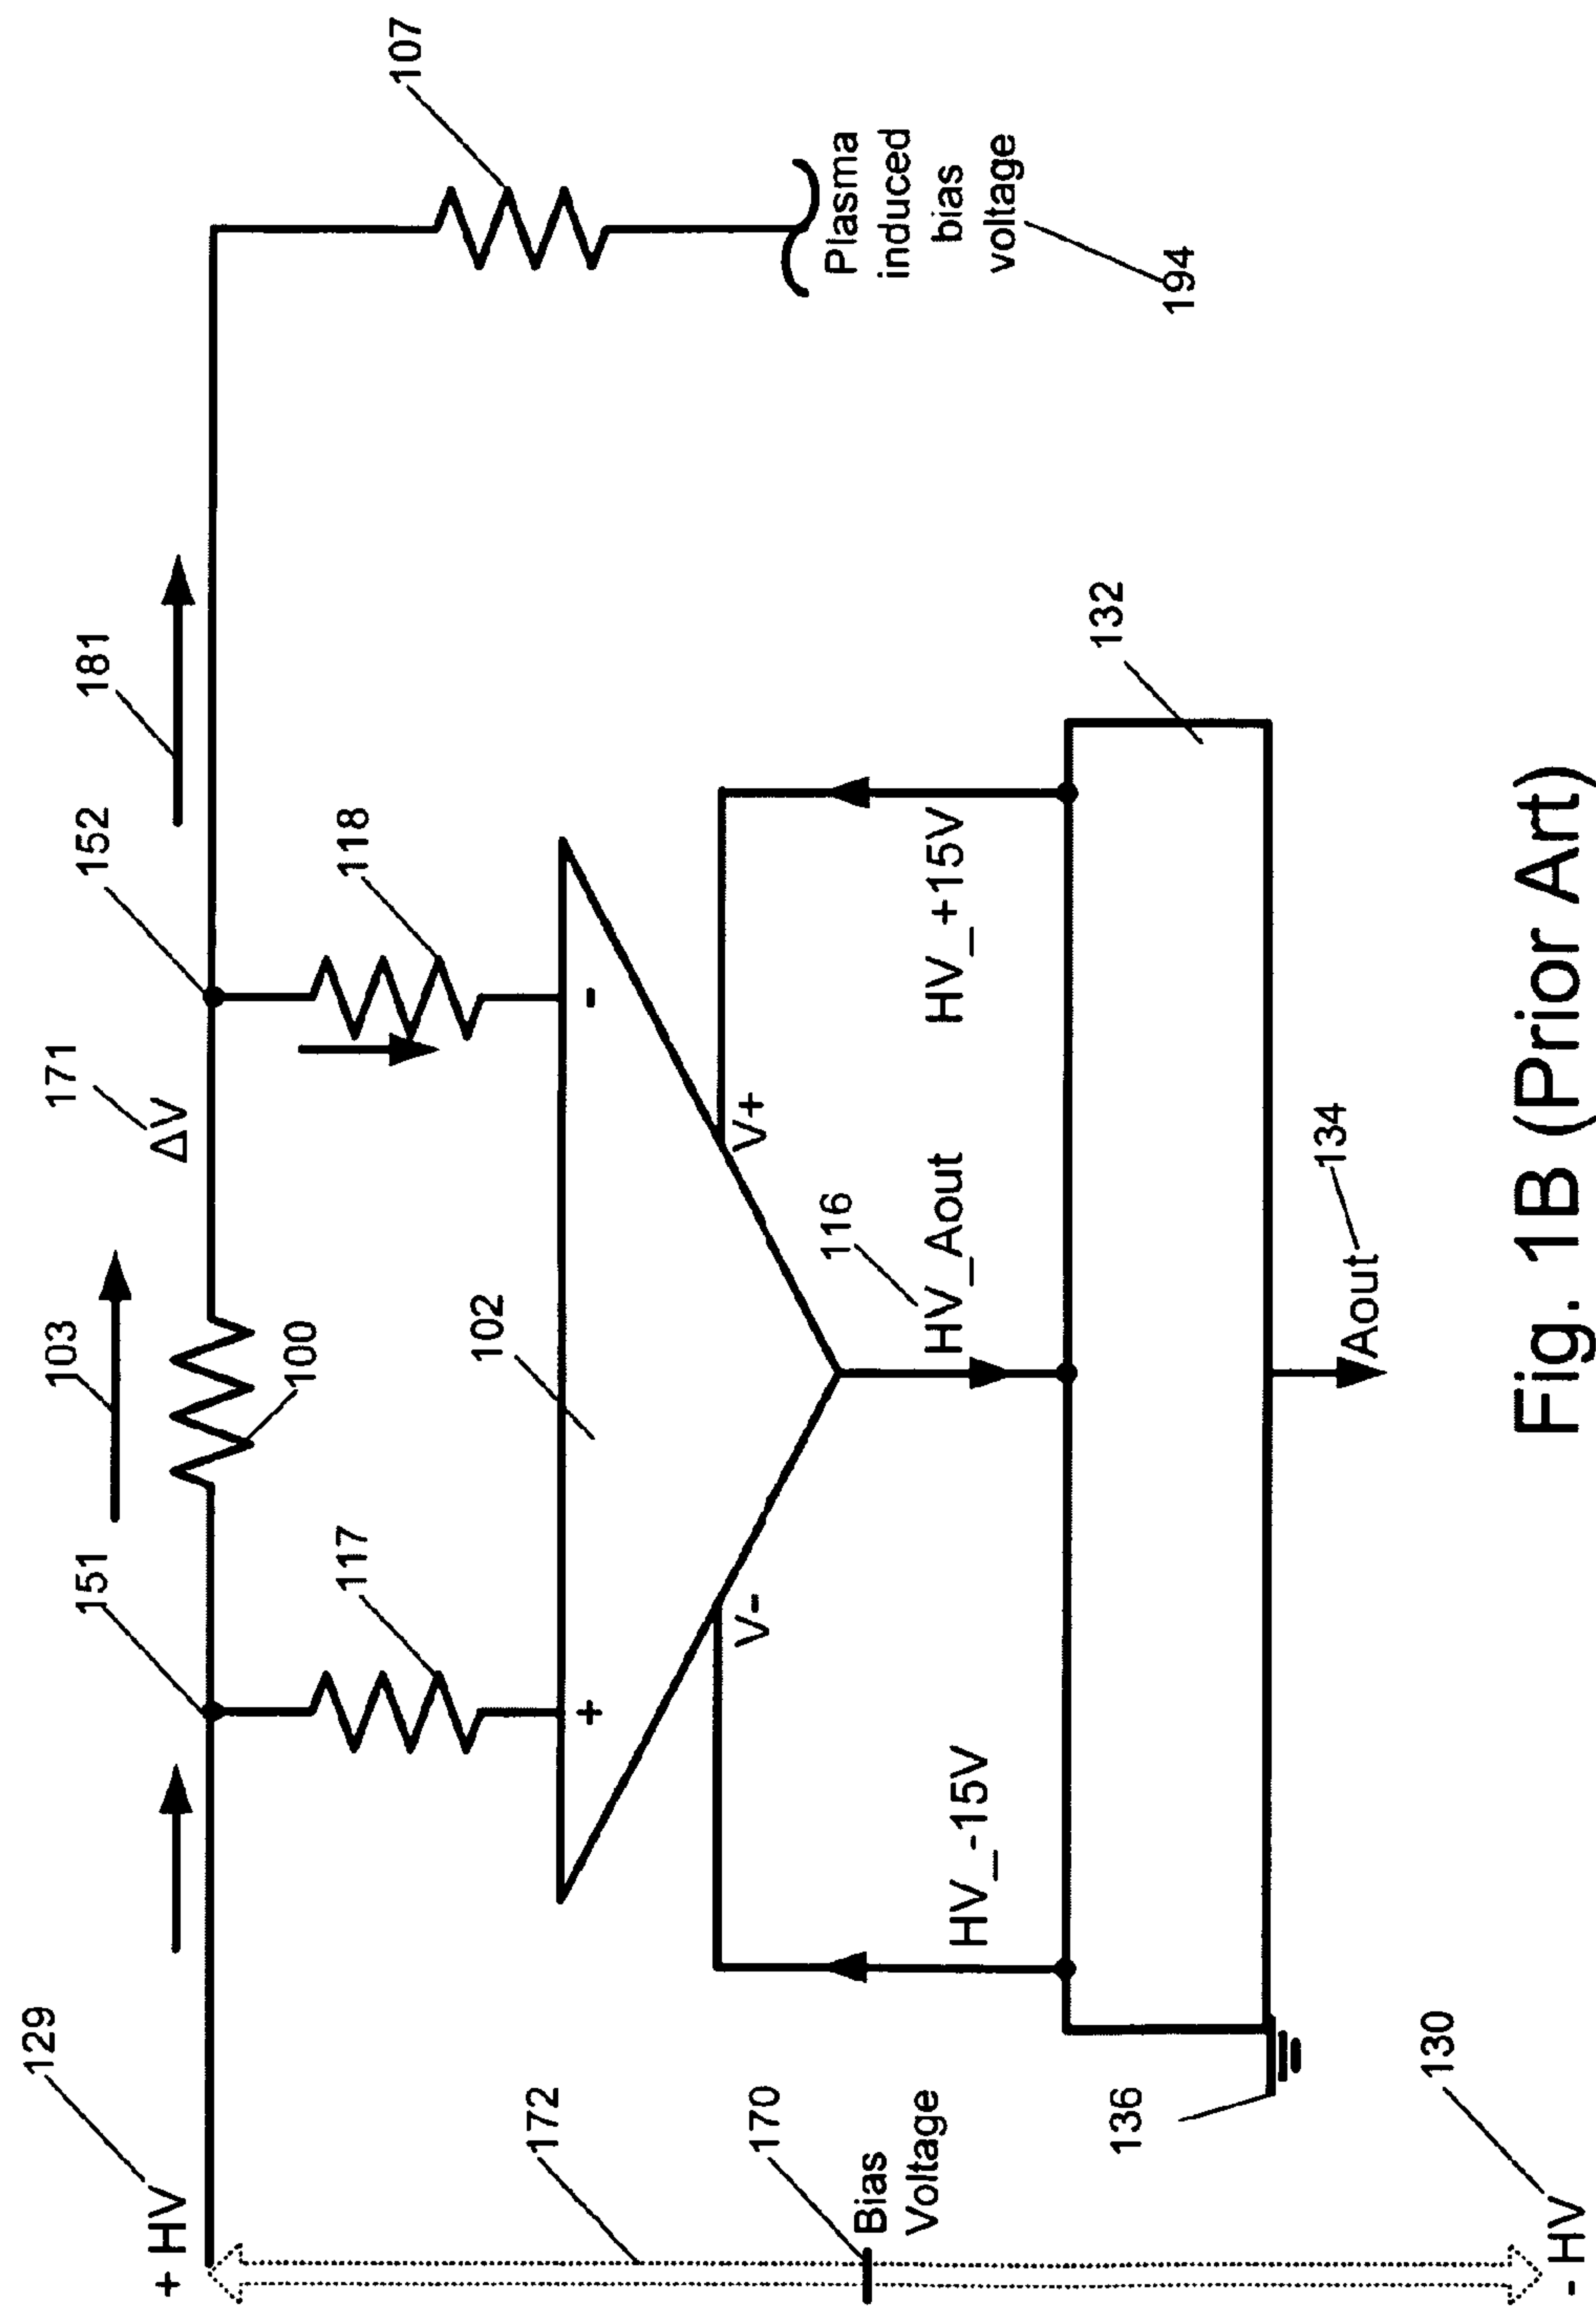 129
+ HV
103
171
ΔV
181
152
151
100
117
118
107
102
+
-
V-
V+
172
170
Bias
Voltage
116
HV_-15V
HV_Aout
HV_+15V
Plasma
induced
bias
voltage
194
132
136
134
Aout
130
- HV
Fig. 1B (Prior Art)